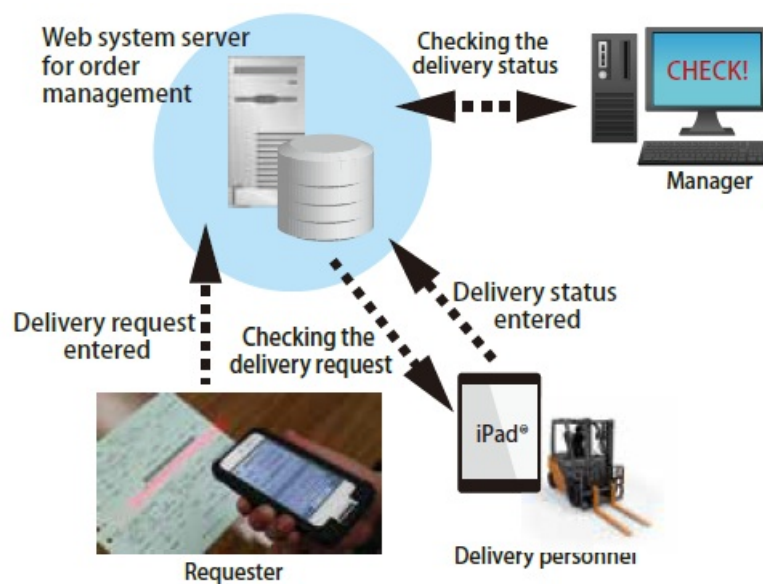 Web system server
for order
management
Checking the
delivery status
CHECK!
Manager
Delivery request
entered
Checking the
delivery request
Delivery status
entered
iPad®
Requester
Delivery personnel